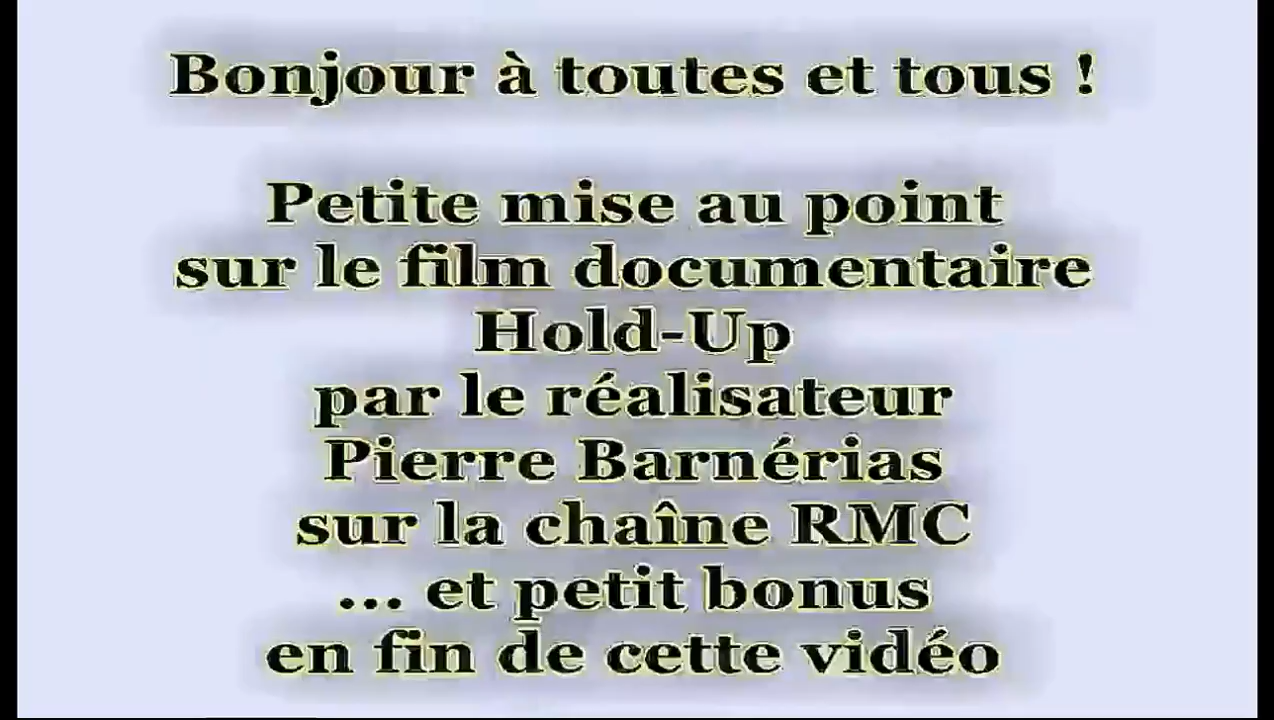 Bonjour à toutes et tous !
Petite mise au point
sur le film documentaire
Hold-Up
par le réalisateur
Pierre Barnérias
sur la chaîne RMC
... et petit bonus
en fin de cette vidéo